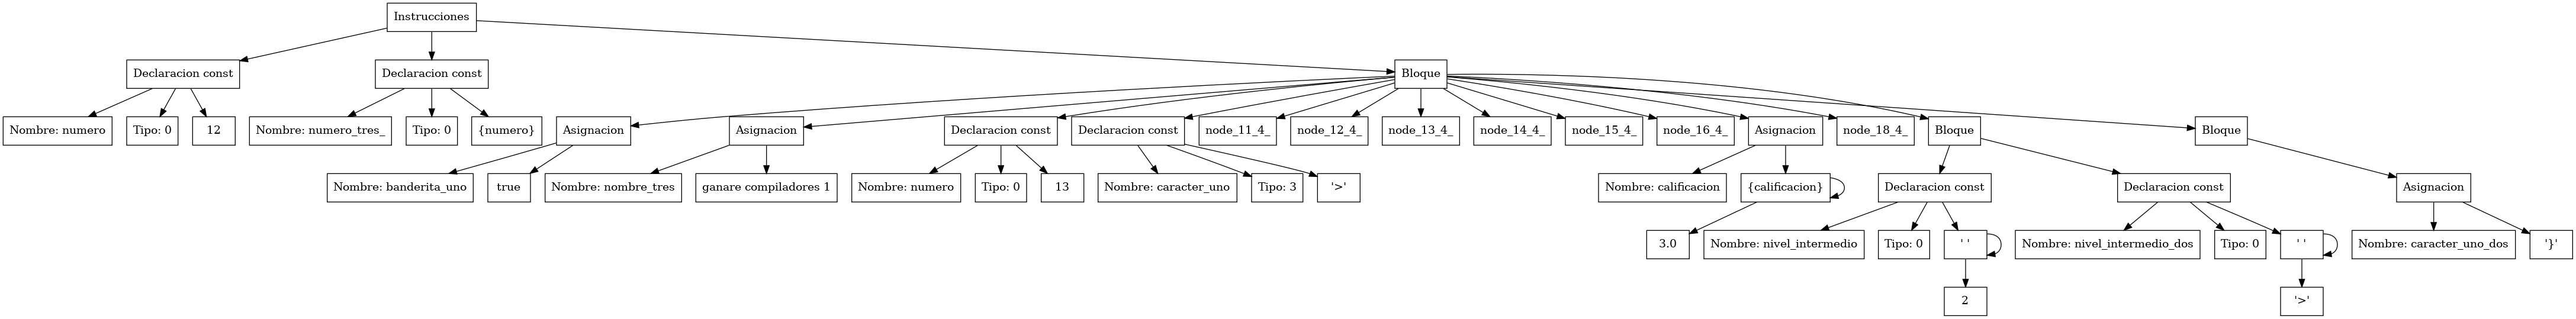 Instrucciones
Declaracion const
Declaracion const
Bloque
Nombre: numero
Tipo: 0
12
Nombre: numero_tres_
Tipo: 0
{numero}
Asignacion
Asignacion
Declaracion const
Declaracion const
node_11_4_
node_12_4_
node_13_4_
node_14_4_
node_15_4_
node_16_4_
Asignacion
node_18_4_
Bloque
Bloque
Nombre: banderita_uno
true
Nombre: nombre_tres
ganare compiladores 1
Nombre: numero
Tipo: 0
13
Nombre: caracter_uno
Tipo: 3
'>'
Nombre: calificacion
{calificacion}
Declaracion const
Declaracion const
Asignacion
3.0
Nombre: nivel_intermedio
Tipo: 0
' '
Nombre: nivel_intermedio_dos
Tipo: 0
' '
Nombre: caracter_uno_dos
'}'
2
'>'